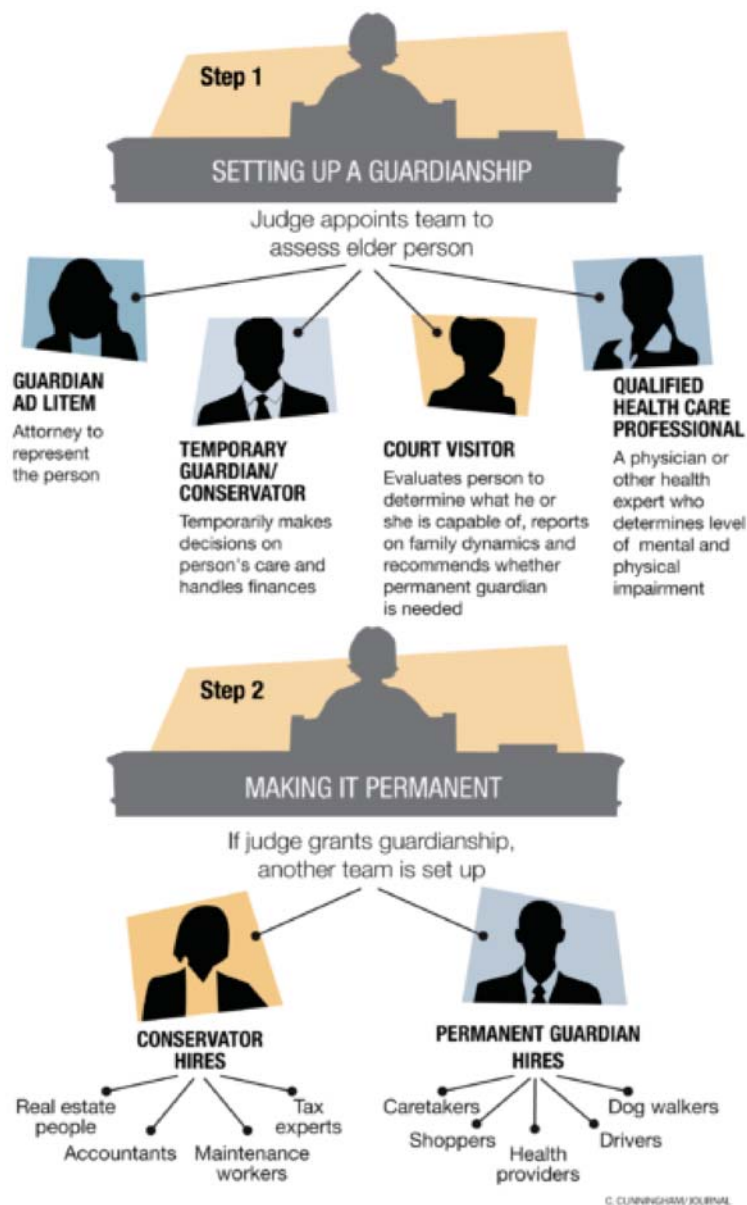 Step 1
SETTING UP A GUARDIANSHIP
Judge appoints team to
assess elder person
GUARDIAN
AD LITEM
Attorney to
represent
the person
TEMPORARY
GUARDIAN/
CONSERVATOR
Temporarily makes
decisions on
person's care and
handles finances
COURT VISITOR
Evaluates person to
determine what he or
she is capable of, reports
on family dynamics and
recommends whether
permanent guardian
is needed
QUALIFIED
HEALTH CARE
PROFESSIONAL
A physician or
other health
expert who
determines level
of mental and
physical
impairment
Step 2
MAKING IT PERMANENT
If judge grants guardianship,
another team is set up
CONSERVATOR
HIRES
Real estate
people
Accountants
Maintenance
workers
Tax
experts
PERMANENT GUARDIAN
HIRES
Caretakers
Shoppers
Health
providers
Drivers
Dog walkers
C. CUNNINGHAM/JOURNAL